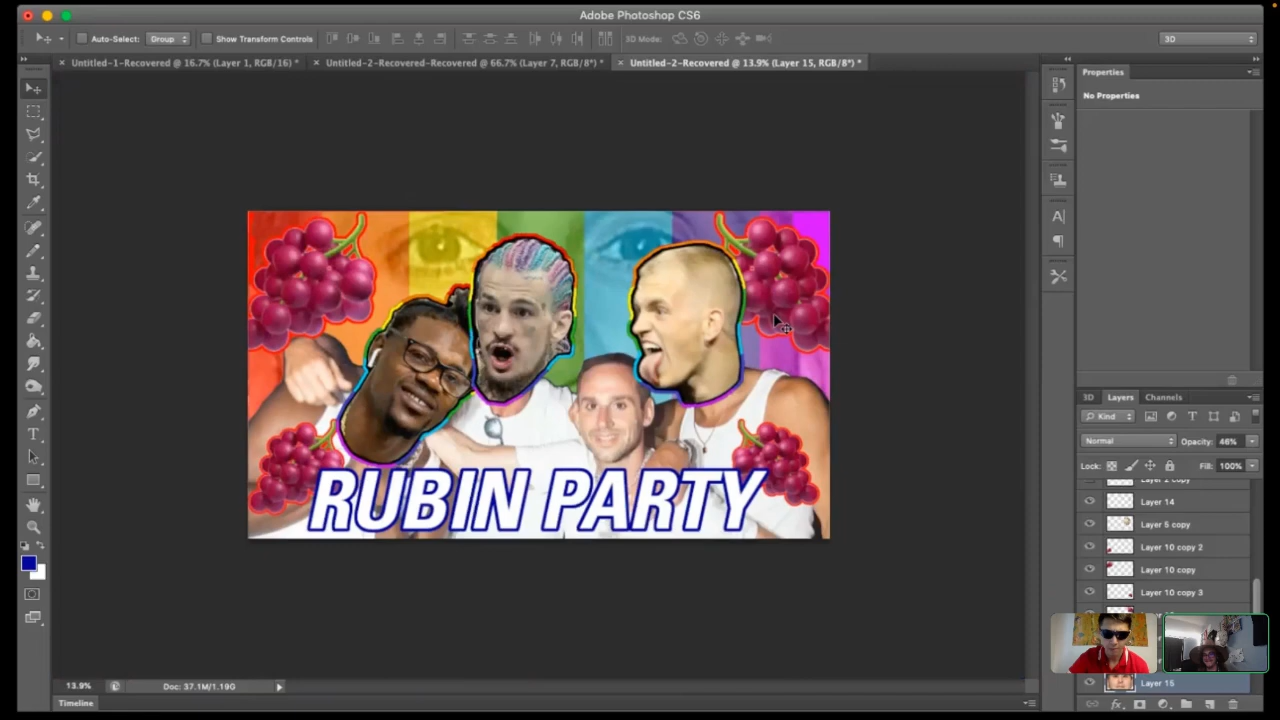 Adobe Photoshop CS6
Auto-Select: Group Show Transform Controls 3D Mode: 3D
Untitled-1-Recovered @ 16.7% (Layer 1, RGB/16) * Untitled-2-Recovered-Recovered @ 66.7% (Layer 7, RGB/8*) * Untitled-2-Recovered @ 13.9% (Layer 15, RGB/8*) *
Properties
No Properties
RUBIN PARTY
3D Layers Channels
Kind
Normal Opacity: 46%
Lock: Fill: 100%
Layer 2 copy
Layer 14
Layer 5 copy
Layer 10 copy 2
Layer 10 copy
Layer 10 copy 3
Layer 15
13.9% Doc: 37.1M/1.19G
Timeline